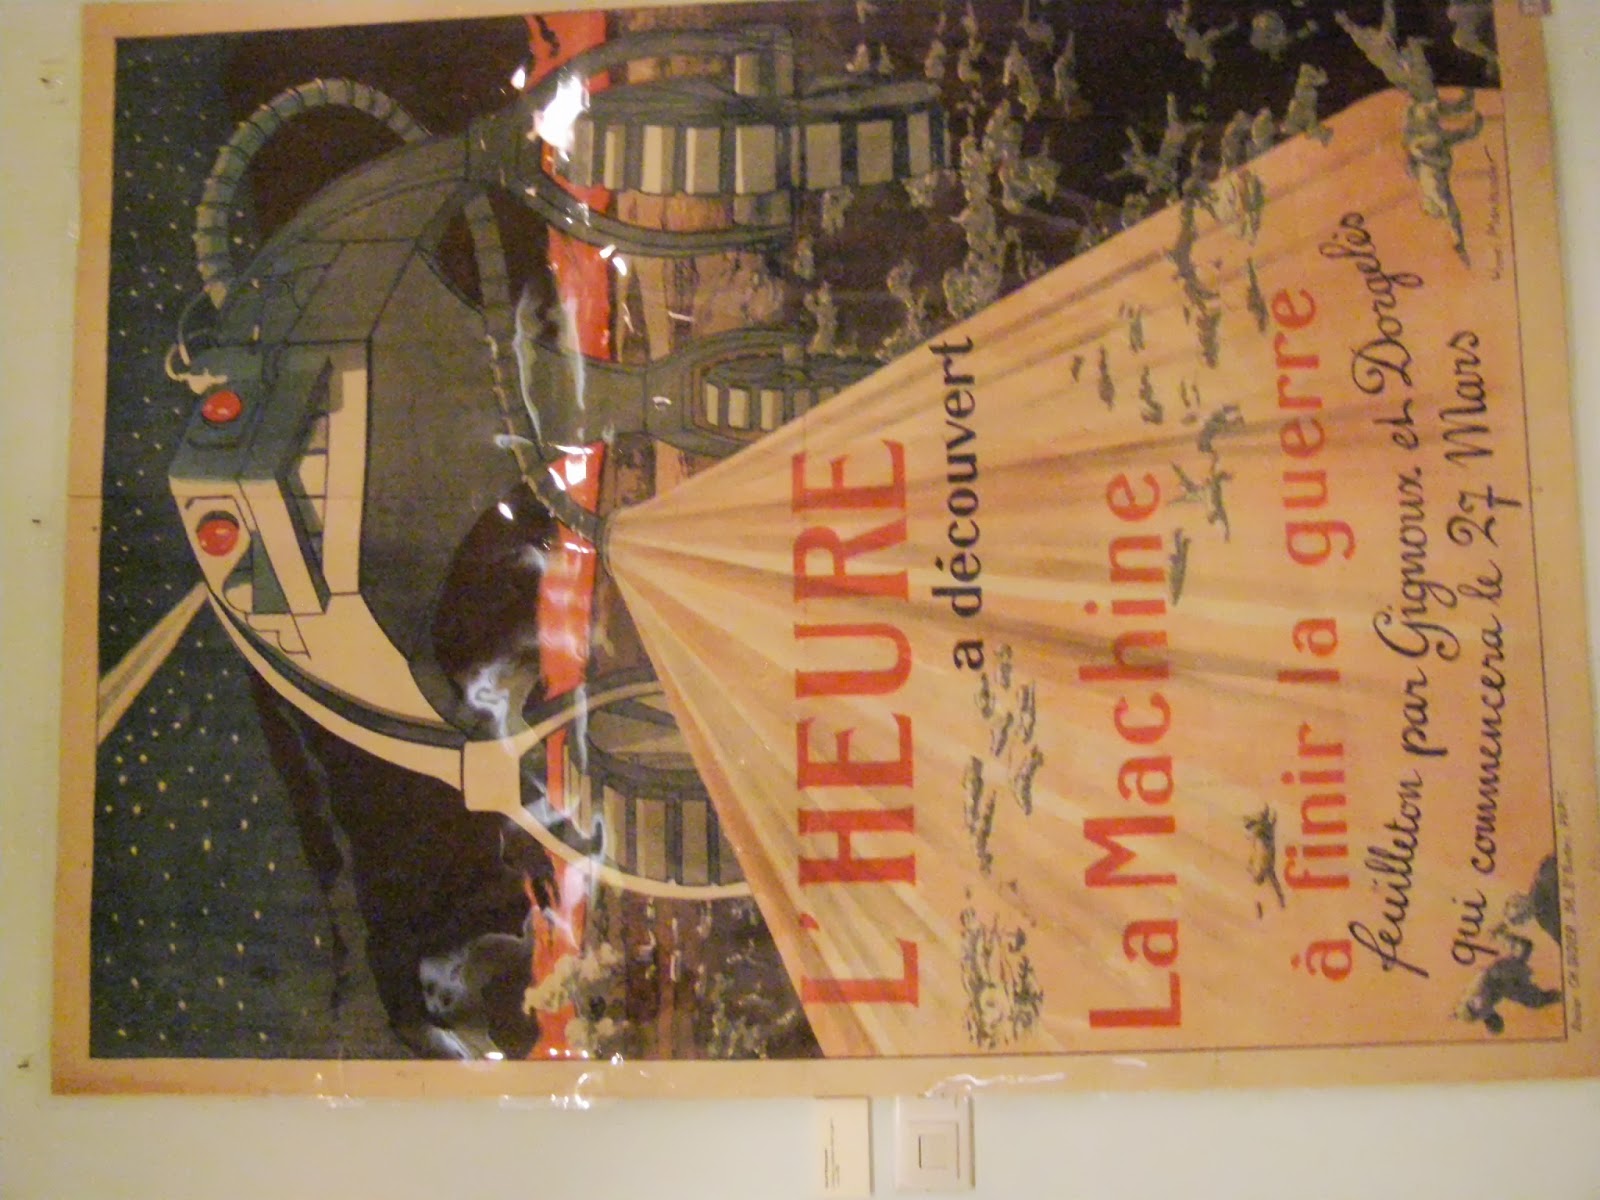 L'HEURE
a découvert
La Machine
à finir la guerre
feuilleton par Gignoux et Dorgelès
qui commencera le 27 Mars